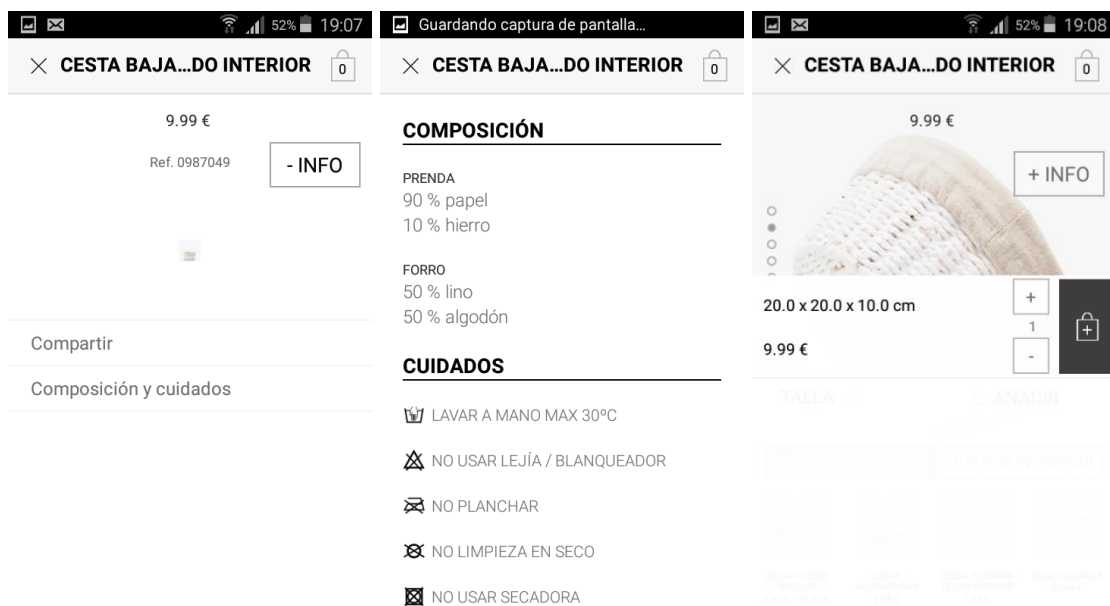 52% 19:07
CESTA BAJA...DO INTERIOR 0
9.99 €
Ref. 0987049
- INFO
Compartir
Composición y cuidados
Guardando captura de pantalla...
CESTA BAJA...DO INTERIOR 0
COMPOSICIÓN
PRENDA
90 % papel
10 % hierro
FORRO
50 % lino
50 % algodón
CUIDADOS
LAVAR A MANO MAX 30ºC
NO USAR LEJÍA / BLANQUEADOR
NO PLANCHAR
NO LIMPIEZA EN SECO
NO USAR SECADORA
52% 19:08
CESTA BAJA...DO INTERIOR 0
9.99 €
+ INFO
20.0 x 20.0 x 10.0 cm
+
1
9.99 €
-
TALLA
AÑADIR